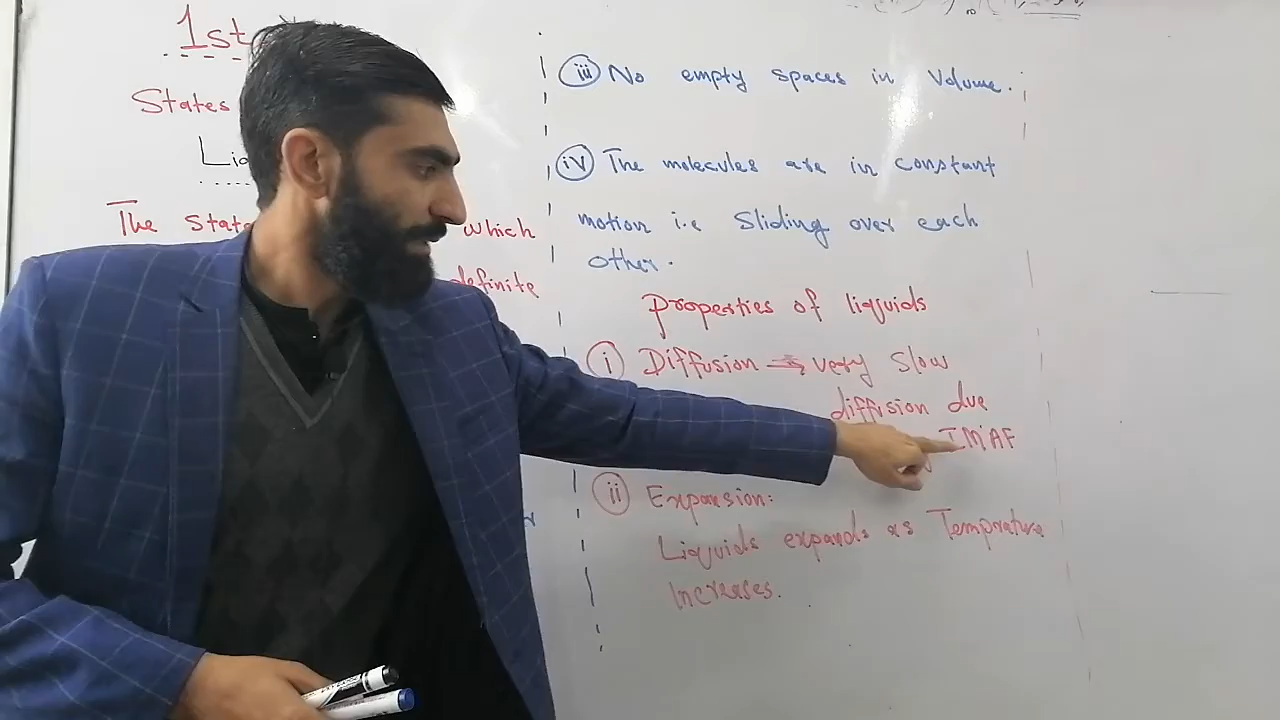 1st
States
The State which
definite
iii No empty spaces in Volume.
iv The molecules are in constant
motion i.e Sliding over each
other.
Properties of liquids
i Diffusion → very slow
diffusion due
IMAF
ii Expansion:
Liquids expands as Temprature
Increases.